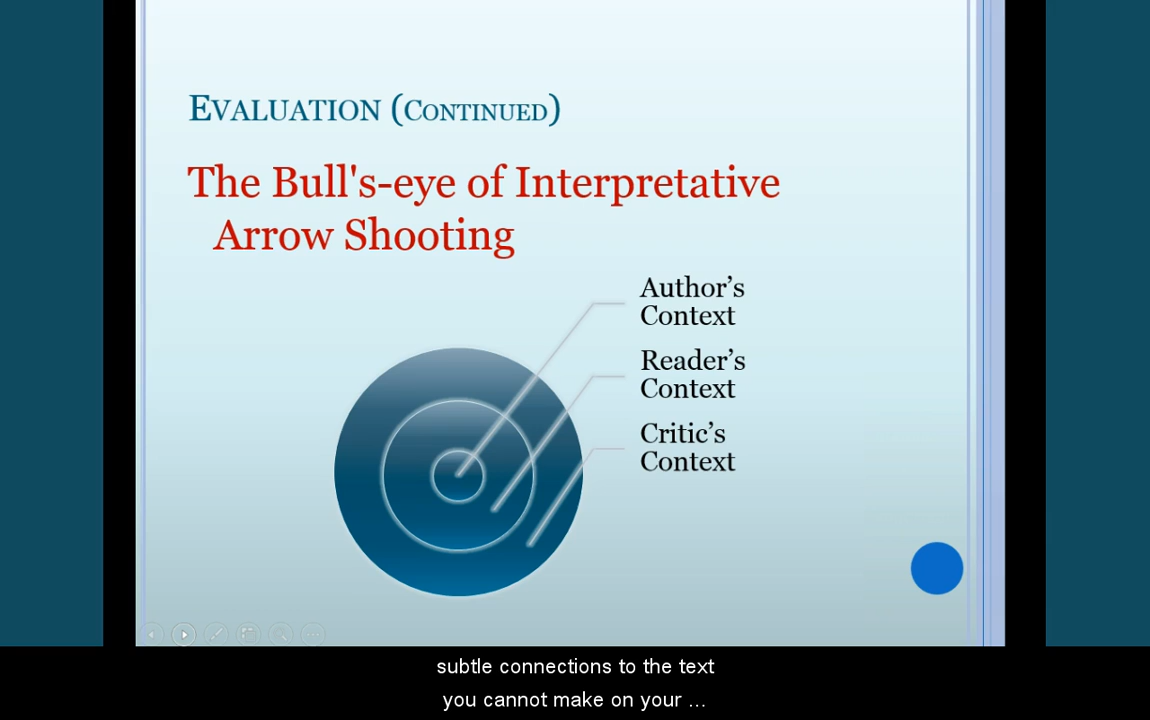 EVALUATION (CONTINUED)
The Bull's-eye of Interpretative
Arrow Shooting
Author’s
Context
Reader’s
Context
Critic’s
Context
subtle connections to the text
you cannot make on your ...